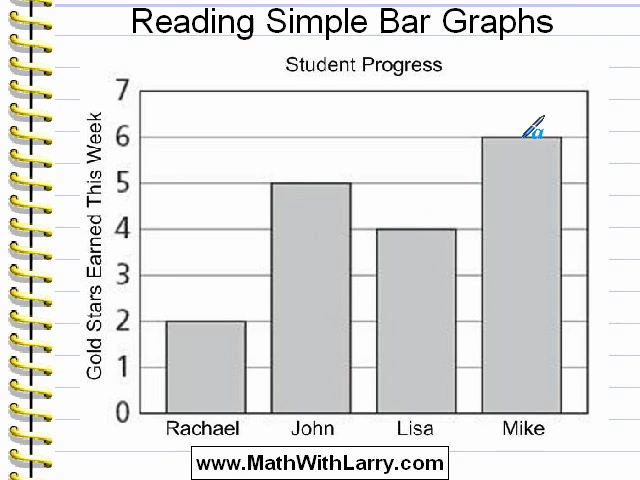 Reading Simple Bar Graphs
Student Progress
Gold Stars Earned This Week
7
6
5
4
3
2
1
0
a
Rachael John Lisa Mike
www.MathWithLarry.com